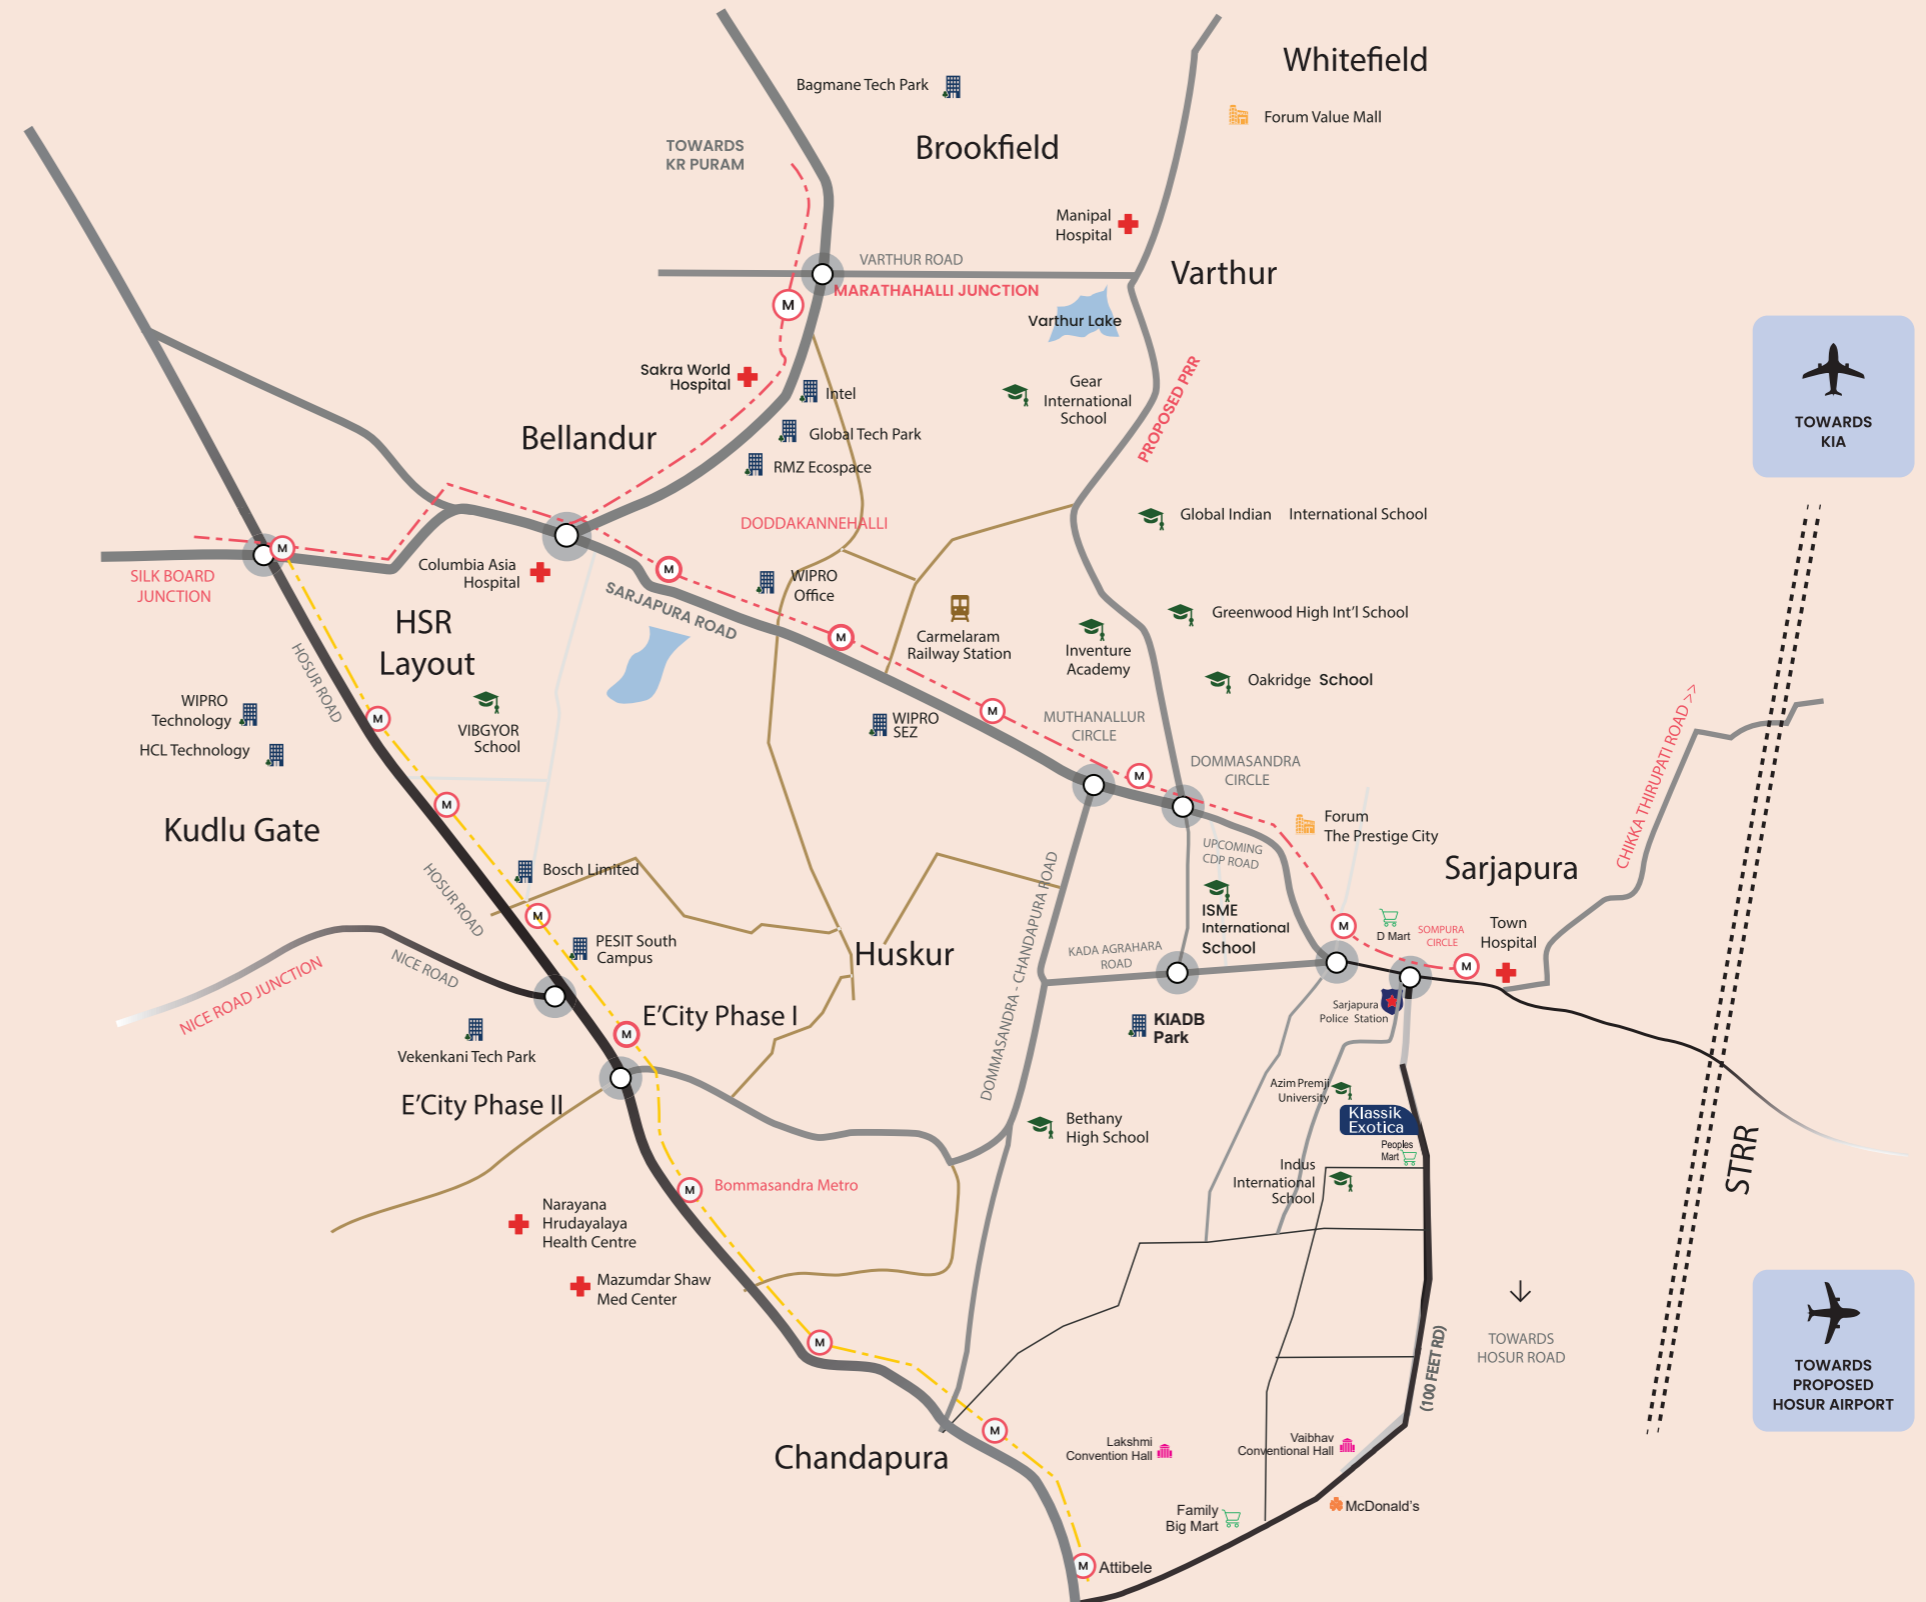 Whitefield
Bagmane Tech Park
Forum Value Mall
Brookfield
TOWARDS
KR PURAM
Manipal
Hospital
VARTHUR ROAD
Varthur
MARATHAHALLI JUNCTION
M
Varthur Lake
Sakra World
Hospital
Intel
Gear
International
School
PROPOSED PRR
TOWARDS
KIA
Bellandur
Global Tech Park
RMZ Ecospace
DODDAKANNEHALLI
Global Indian International School
M
SILK BOARD
JUNCTION
Columbia Asia
Hospital
M
WIPRO
Office
SARJAPURA ROAD
HSR
Layout
M
Carmelaram
Railway Station
Inventure
Academy
Greenwood High Int'l School
Oakridge School
HOSUR ROAD
WIPRO
Technology
HCL Technology
M
VIBGYOR
School
WIPRO
SEZ
M
MUTHANALLUR
CIRCLE
M
DOMMASANDRA
CIRCLE
CHIKKA THIRUPATI ROAD >>
M
Kudlu Gate
Forum
The Prestige City
UPCOMING
CDP ROAD
Sarjapura
Bosch Limited
HOSUR ROAD
M
DOMMASANDRA - CHANDAPURA ROAD
ISME
International
School
M
D Mart
SOMPURA
CIRCLE
Town
Hospital
M
PESIT South
Campus
Huskur
KADA AGRAHARA
ROAD
NICE ROAD
NICE ROAD JUNCTION
Sarjapura
Police Station
KIADB
Park
E'City Phase I
M
Vekenkani Tech Park
E'City Phase II
Azim Premji
University
Klassik
Exotica
Bethany
High School
Peoples
Mart
Indus
International
School
STRR
M
Bommasandra Metro
Narayana
Hrudayalaya
Health Centre
Mazumdar Shaw
Med Center
M
(100 FEET RD)
TOWARDS
HOSUR ROAD
TOWARDS
PROPOSED
HOSUR AIRPORT
Chandapura
M
Lakshmi
Convention Hall
Vaibhav
Conventional Hall
Family
Big Mart
McDonald's
M
Attibele